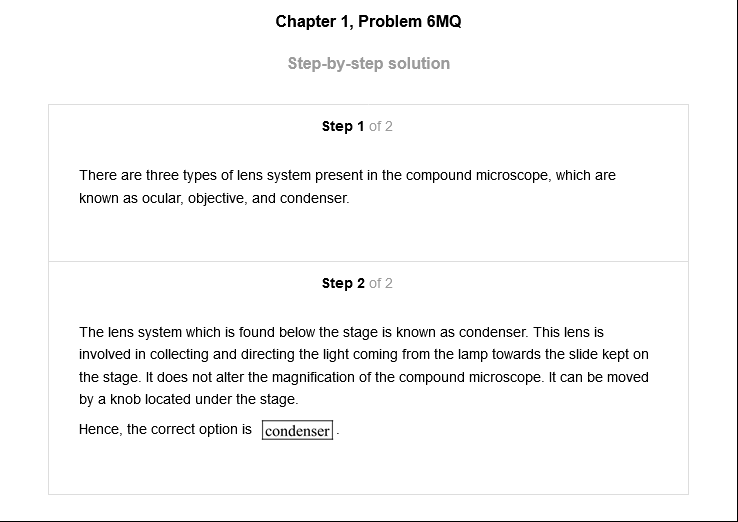 Chapter 1, Problem 6MQ
Step-by-step solution
Step 1 of 2
There are three types of lens system present in the compound microscope, which are
known as ocular, objective, and condenser.
Step 2 of 2
The lens system which is found below the stage is known as condenser. This lens is
involved in collecting and directing the light coming from the lamp towards the slide kept on
the stage. It does not alter the magnification of the compound microscope. It can be moved
by a knob located under the stage.
Hence, the correct option is condenser.